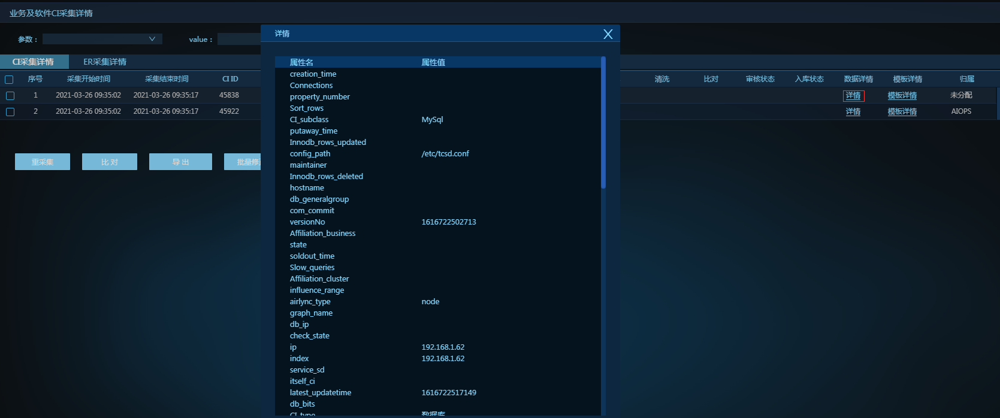 业务及软件CI采集详情
参数： value：
CI采集详情 ER采集详情
序号 采集开始时间 采集结束时间 CI ID 清洗 比对 审核状态 入库状态 数据详情 模板详情 归属
1 2021-03-26 09:35:02 2021-03-26 09:35:17 45838 详情 模板详情 未分配
2 2021-03-26 09:35:02 2021-03-26 09:35:17 45922 详情 模板详情 AIOPS
重采集 比 对 导 出 批量修
详情 X
属性名 属性值
creation_time
Connections
property_number
Sort_rows
CI_subclass MySql
putaway_time
Innodb_rows_updated
config_path /etc/tcsd.conf
maintainer
Innodb_rows_deleted
hostname
db_generalgroup
com_commit
versionNo 1616722502713
Affiliation_business
state
soldout_time
Slow_queries
Affiliation_cluster
influence_range
airlync_type node
graph_name
db_ip
check_state
ip 192.168.1.62
index 192.168.1.62
service_sd
itself_ci
latest_updatetime 1616722517149
db_bits
CI_type 数据库